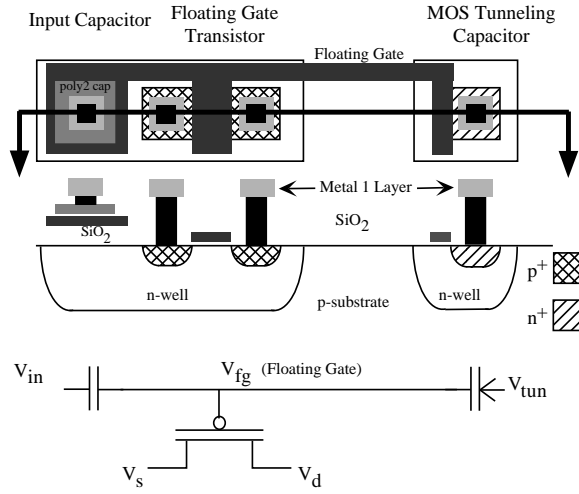 Input Capacitor
Floating Gate
Transistor
MOS Tunneling
Capacitor
Floating Gate
poly2 cap
Metal 1 Layer
SiO2
SiO2
n-well
p-substrate
n-well
p+
n+
Vin
Vfg (Floating Gate)
Vtun
Vs
Vd